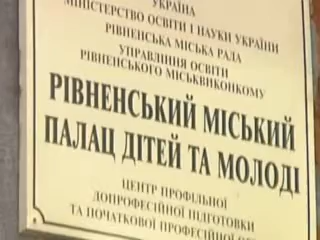 УКРАЇНА
МІНІСТЕРСТВО ОСВІТИ І НАУКИ УКРАЇНИ
РІВНЕНСЬКА МІСЬКА РАДА
УПРАВЛІННЯ ОСВІТИ
РІВНЕНСЬКОГО МІСЬКВИКОНКОМУ
РІВНЕНСЬКИЙ МІСЬКИЙ
ПАЛАЦ ДІТЕЙ ТА МОЛОДІ
ЦЕНТР ПРОФІЛЬНОЇ
ДОПРОФЕСІЙНОЇ ПІДГОТОВКИ
ТА ПОЧАТКОВОЇ ПРОФЕСІЙНОЇ